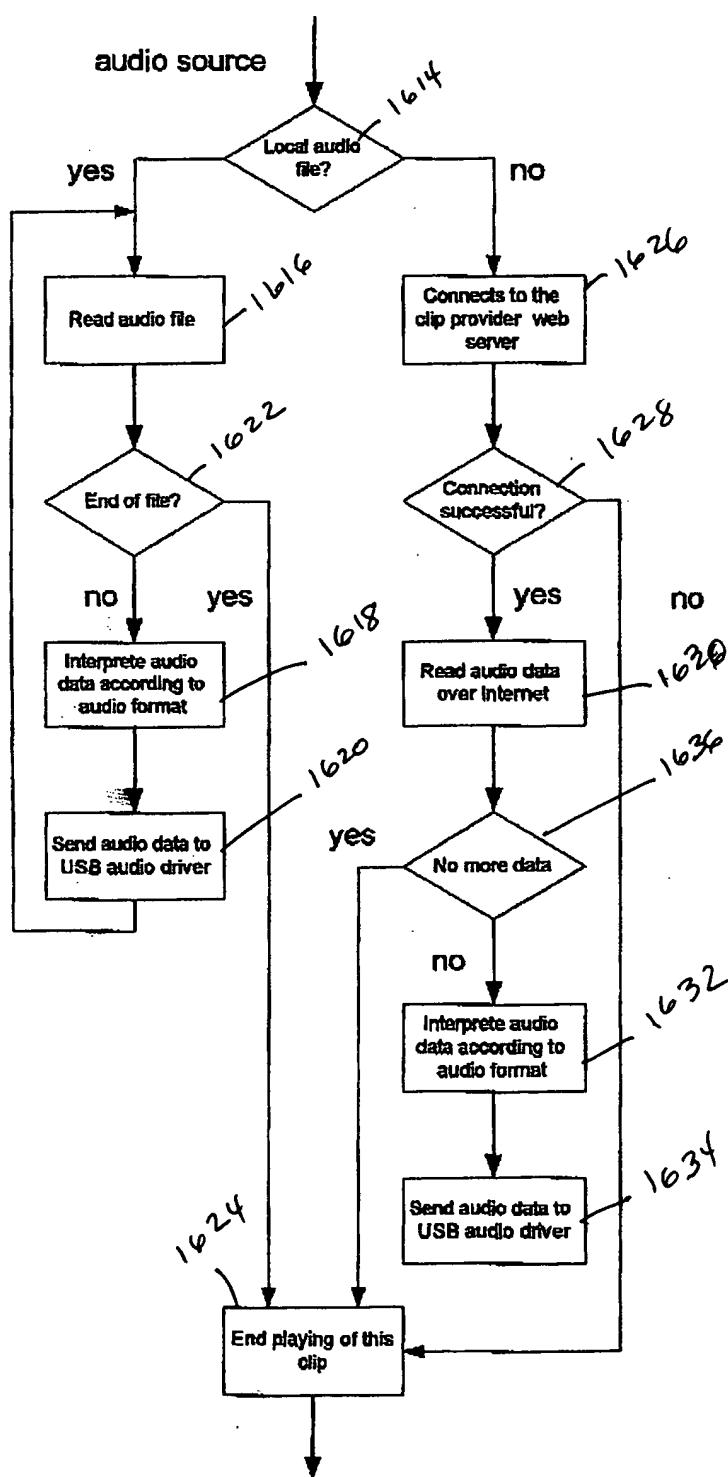 audio source
1614
Local audio
file?
yes
no
1616
1626
Read audio file
Connects to the
clip provider web
server
1622
1628
End of file?
Connection
successful?
no
yes
yes
no
1618
Interprete audio
data according to
audio format
Read audio data
over Internet
1630
1620
1636
Send audio data to
USB audio driver
yes
No more data
no
1632
Interprete audio
data according to
audio format
1634
Send audio data to
USB audio driver
1624
End playing of this
clip